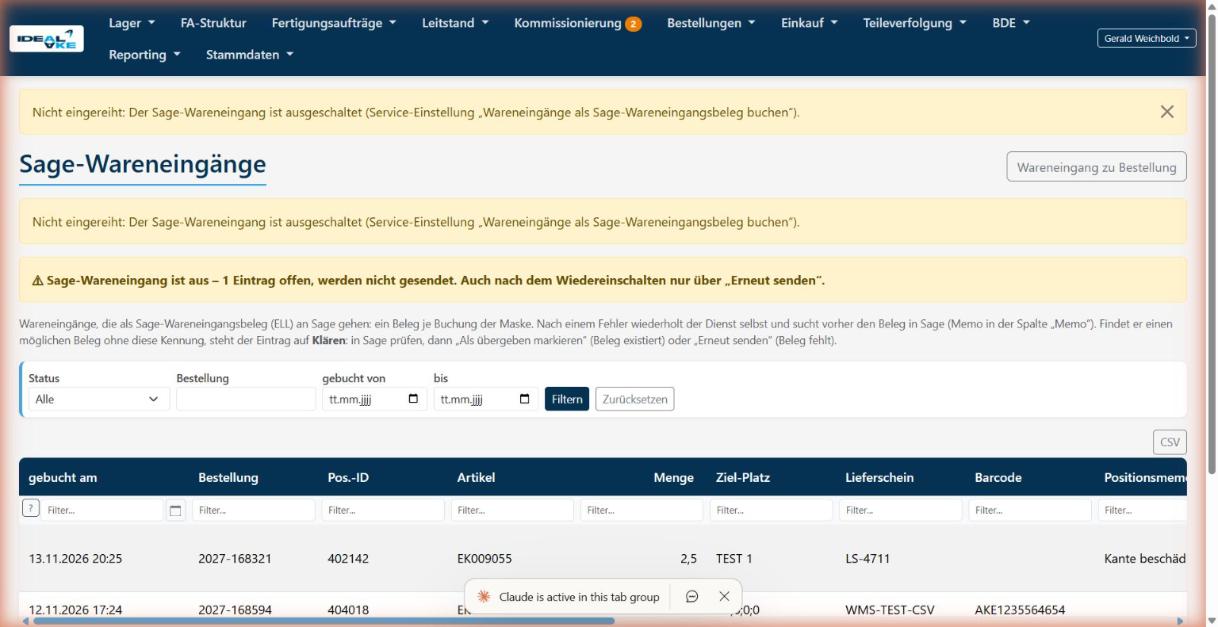 IDEAL AKE
Lager FA-Struktur Fertigungsaufträge Leitstand Kommissionierung 2 Bestellungen Einkauf Teileverfolgung BDE
Gerald Weichbold
Reporting Stammdaten
Nicht eingereiht: Der Sage-Wareneingang ist ausgeschaltet (Service-Einstellung „Wareneingänge als Sage-Wareneingangsbeleg buchen“).
Sage-Wareneingänge
Wareneingang zu Bestellung
Nicht eingereiht: Der Sage-Wareneingang ist ausgeschaltet (Service-Einstellung „Wareneingänge als Sage-Wareneingangsbeleg buchen“).
⚠ Sage-Wareneingang ist aus – 1 Eintrag offen, werden nicht gesendet. Auch nach dem Wiedereinschalten nur über „Erneut senden“.
Wareneingänge, die als Sage-Wareneingangsbeleg (ELL) an Sage gehen: ein Beleg je Buchung der Maske. Nach einem Fehler wiederholt der Dienst selbst und sucht vorher den Beleg in Sage (Memo in der Spalte „Memo“). Findet er einen
möglichen Beleg ohne diese Kennung, steht der Eintrag auf Klären: in Sage prüfen, dann „Als übergeben markieren“ (Beleg existiert) oder „Erneut senden“ (Beleg fehlt).
Status Bestellung gebucht von bis
Alle tt.mm.jjjj tt.mm.jjjj Filtern Zurücksetzen
CSV
gebucht am Bestellung Pos.-ID Artikel Menge Ziel-Platz Lieferschein Barcode Positionsmem
? Filter... Filter... Filter... Filter... Filter... Filter... Filter... Filter... Filter...
13.11.2026 20:25 2027-168321 402142 EK009055 2,5 TEST 1 LS-4711 Kante beschäd
Claude is active in this tab group
12.11.2026 17:24 2027-168594 404018 EK ;0;0 WMS-TEST-CSV AKE1235564654